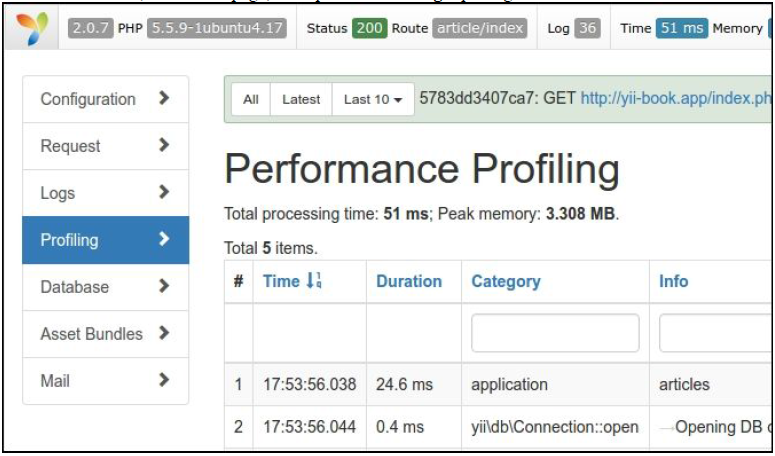 2.0.7 PHP 5.5.9-1ubuntu4.17 Status 200 Route article/index Log 36 Time 51 ms Memory
Configuration
Request
Logs
Profiling
Database
Asset Bundles
Mail
All Latest Last 10 5783dd3407ca7: GET http://yii-book.app/index.ph
Performance Profiling
Total processing time: 51 ms; Peak memory: 3.308 MB.
Total 5 items.
# Time Duration Category Info
1 17:53:56.038 24.6 ms application articles
2 17:53:56.044 0.4 ms yii\db\Connection::open →Opening DB